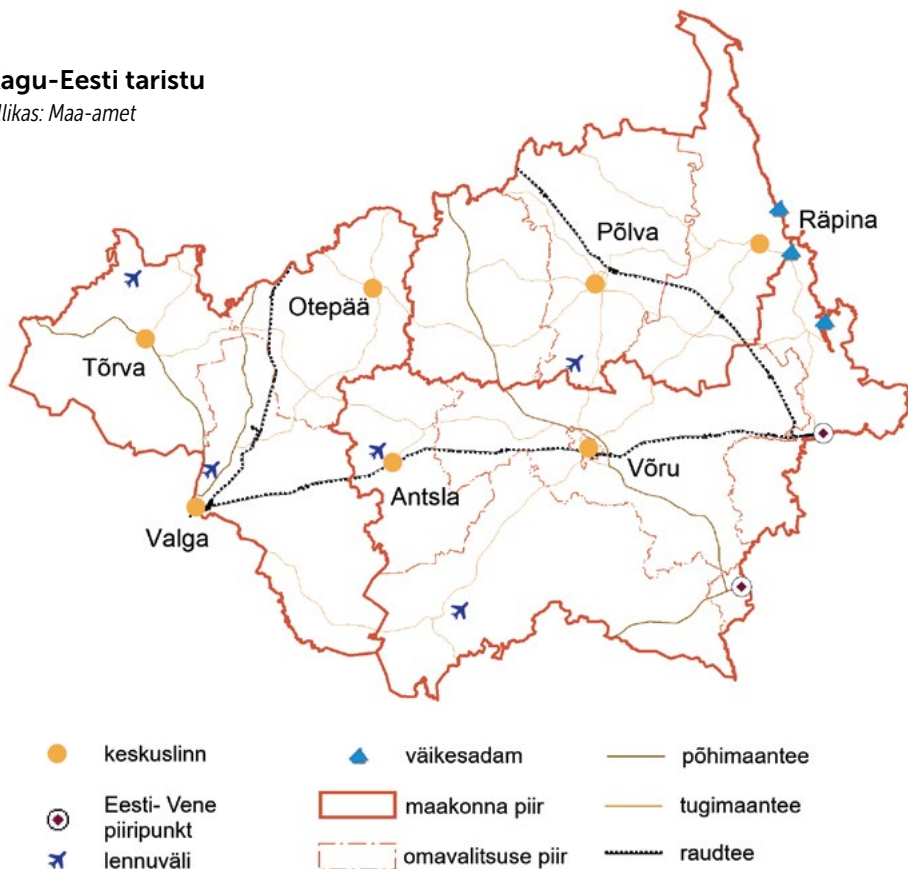 agu-Eesti taristu
llikas: Maa-amet
Põlva
Räpina
Otepää
Tõrva
Antsla
Võru
Valga
keskuslinn
väikesadam
põhimaantee
Eesti- Vene
piiripunkt
maakonna piir
tugimaantee
lennuväli
omavalitsuse piir
raudtee